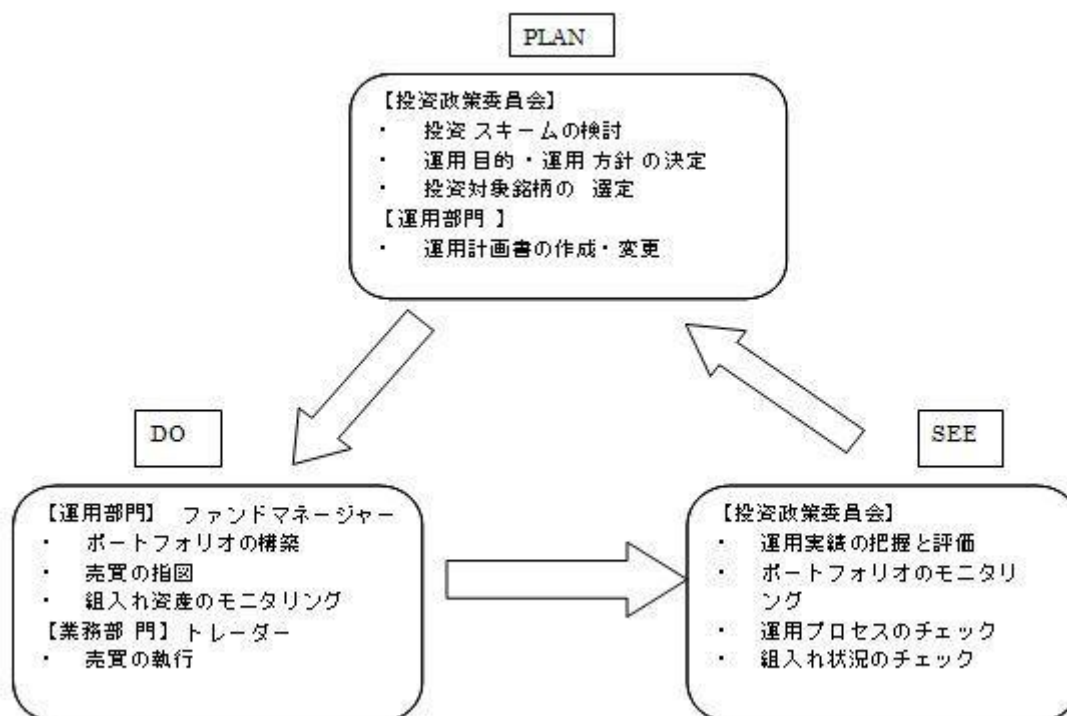 PLAN
【投資政策委員会】
・ 投資スキームの検討
・ 運用目的・運用方針の決定
・ 投資対象銘柄の選定
【運用部門】
・ 運用計画書の作成・変更
DO
【運用部門】 ファンドマネージャー
・ ポートフォリオの構築
・ 売買の指図
・ 組入れ資産のモニタリング
【業務部門】トレーダー
・ 売買の執行
SEE
【投資政策委員会】
・ 運用実績の把握と評価
・ ポートフォリオのモニタリ
ング
・ 運用プロセスのチェック
・ 組入れ状況のチェック